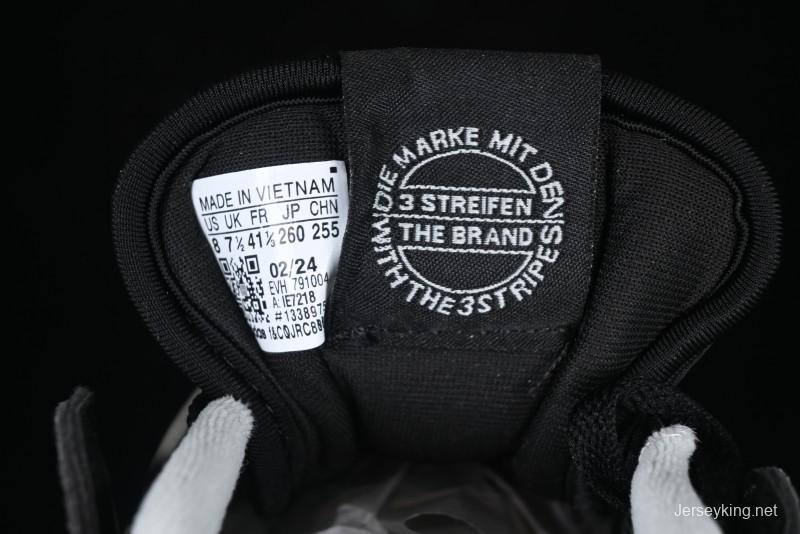 MADE IN VIETNAM
US UK FR JP CHN
8 7½ 41⅓ 260 255
02/24
EVH 791004
A: IE7218
#133897
DIE MARKE MIT DEN
3 STREIFEN
THE BRAND
WITH THE 3 STRIPES
Jerseyking.net